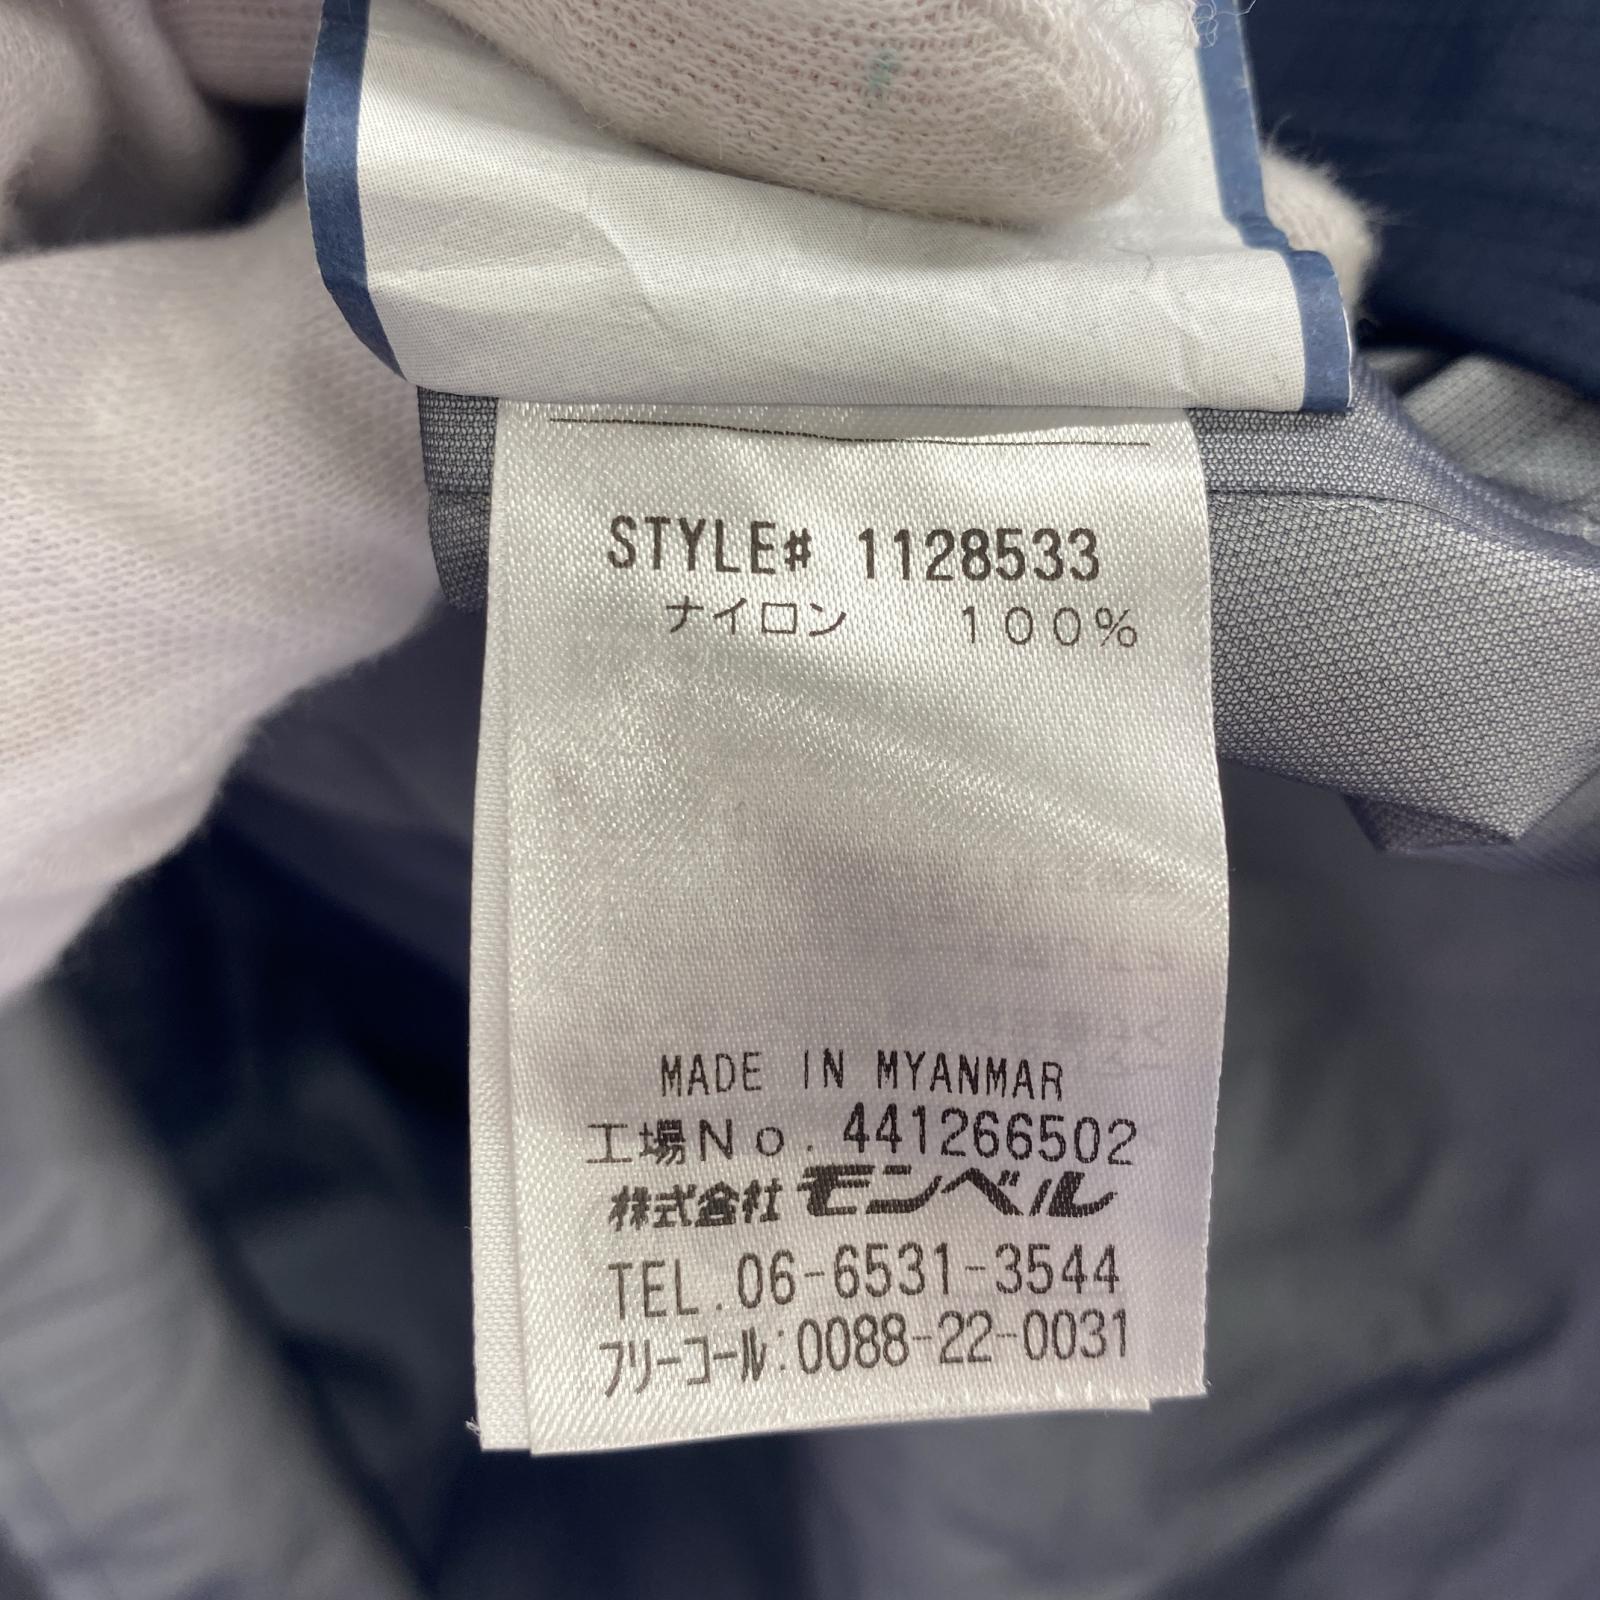 STYLE# 1128533
ナイロン 100%
MADE IN MYANMAR
工場No. 441266502
株式会社モンベル
TEL.06-6531-3544
フリーコール:0088-22-0031